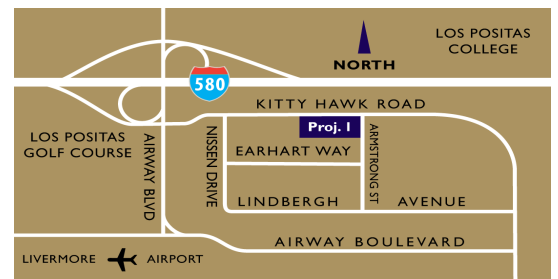 LOS POSITAS
COLLEGE
NORTH
580
KITTY HAWK ROAD
LOS POSITAS
GOLF COURSE
AIRWAY BLVD
NISSEN DRIVE
Proj. I
ARMSTRONG ST
EARHART WAY
LINDBERGH AVENUE
AIRWAY BOULEVARD
LIVERMORE AIRPORT